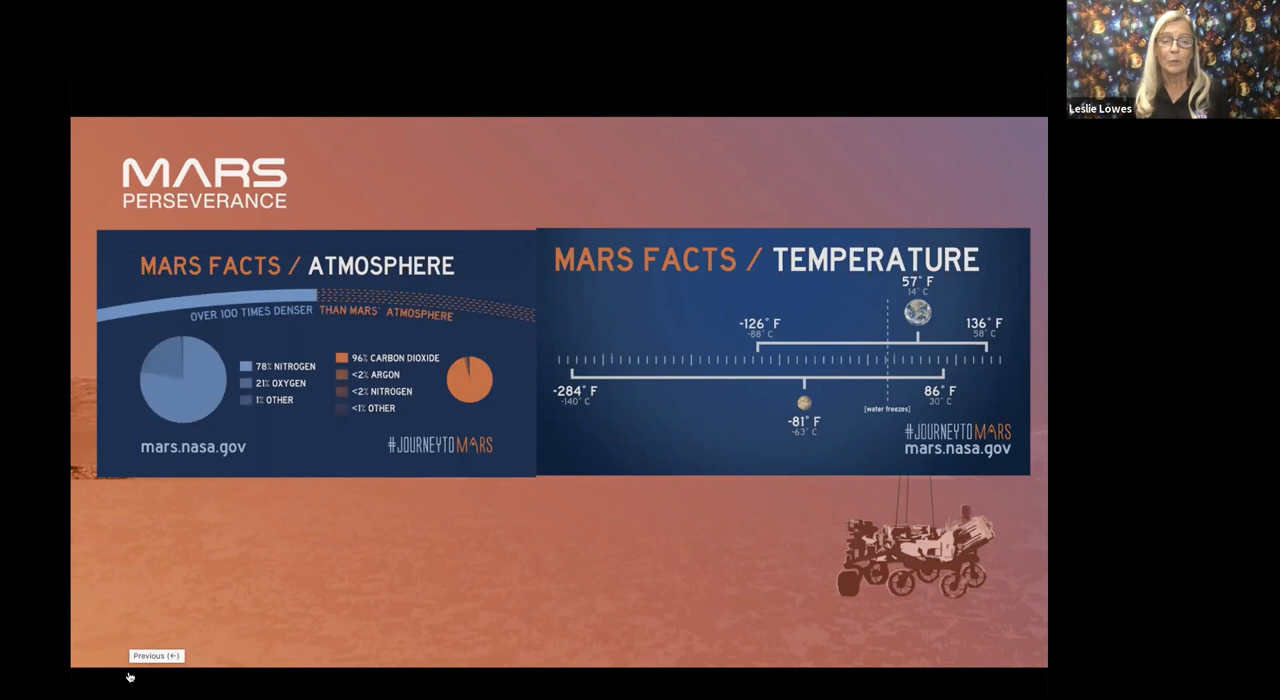 Leslie Lowes
MARS
PERSEVERANCE
MARS FACTS / ATMOSPHERE
OVER 100 TIMES DENSER THAN MARS' ATMOSPHERE
78% NITROGEN
21% OXYGEN
1% OTHER
96% CARBON DIOXIDE
<2% ARGON
<2% NITROGEN
<1% OTHER
mars.nasa.gov
#JOURNEYTOMARS
MARS FACTS / TEMPERATURE
57° F
14° C
-126° F
-88° C
136° F
58° C
-284° F
-140° C
86° F
30° C
[water freezes]
-81° F
-63° C
#JOURNEYTOMARS
mars.nasa.gov
Previous (←)